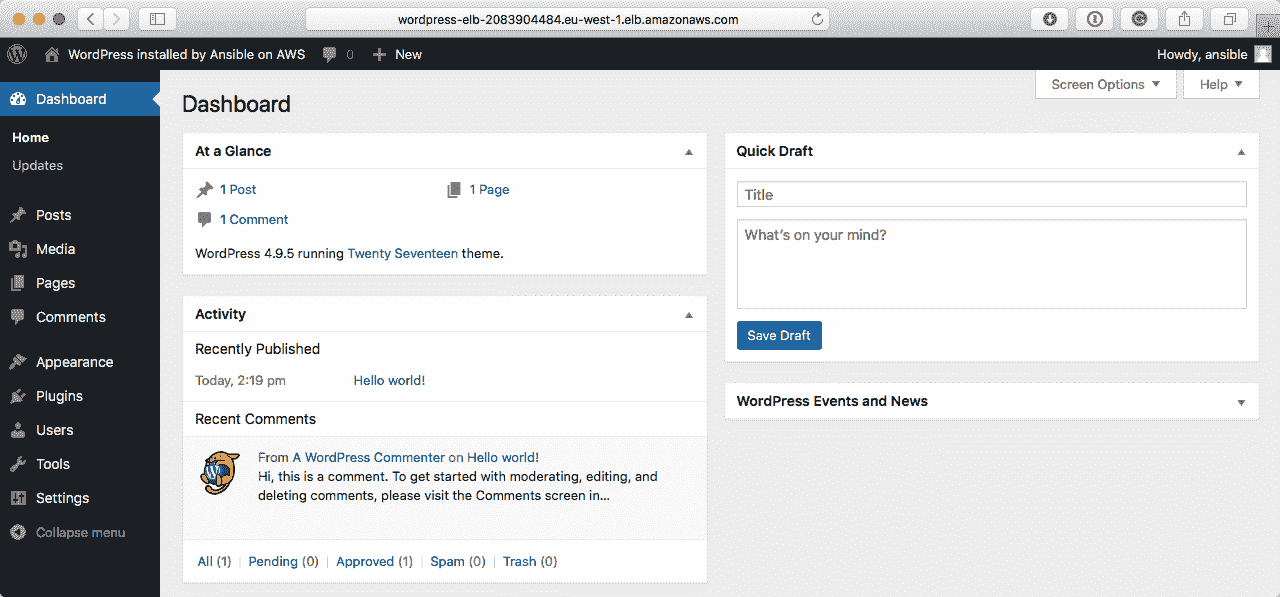 wordpress-elb-2083904484.eu-west-1.elb.amazonaws.com
WordPress installed by Ansible on AWS 0 New Howdy, ansible
Screen Options Help
Dashboard
Home
Updates
Posts
Media
Pages
Comments
Appearance
Plugins
Users
Tools
Settings
Collapse menu
Dashboard
At a Glance
1 Post 1 Page
1 Comment
WordPress 4.9.5 running Twenty Seventeen theme.
Activity
Recently Published
Today, 2:19 pm Hello world!
Recent Comments
From A WordPress Commenter on Hello world!
Hi, this is a comment. To get started with moderating, editing, and
deleting comments, please visit the Comments screen in...
All (1) | Pending (0) | Approved (1) | Spam (0) | Trash (0)
Quick Draft
Title
What's on your mind?
Save Draft
WordPress Events and News